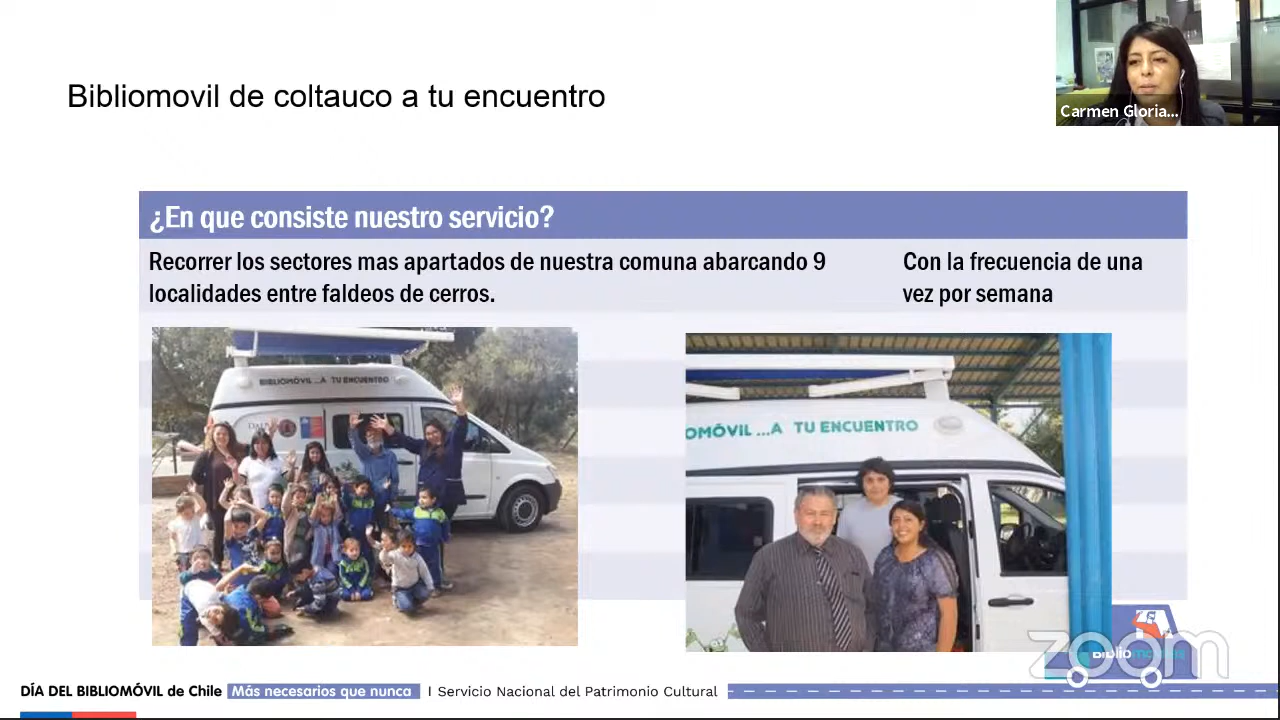 Bibliomovil de coltauco a tu encuentro
Carmen Gloria...
¿En que consiste nuestro servicio?
Recorrer los sectores mas apartados de nuestra comuna abarcando 9
localidades entre faldeos de cerros.
Con la frecuencia de una
vez por semana
BIBLIOMÓVIL ...A TU ENCUENTRO
OMÓVIL ...A TU ENCUENTRO
zoom
DÍA DEL BIBLIOMÓVIL de Chile Más necesarios que nunca | Servicio Nacional del Patrimonio Cultural